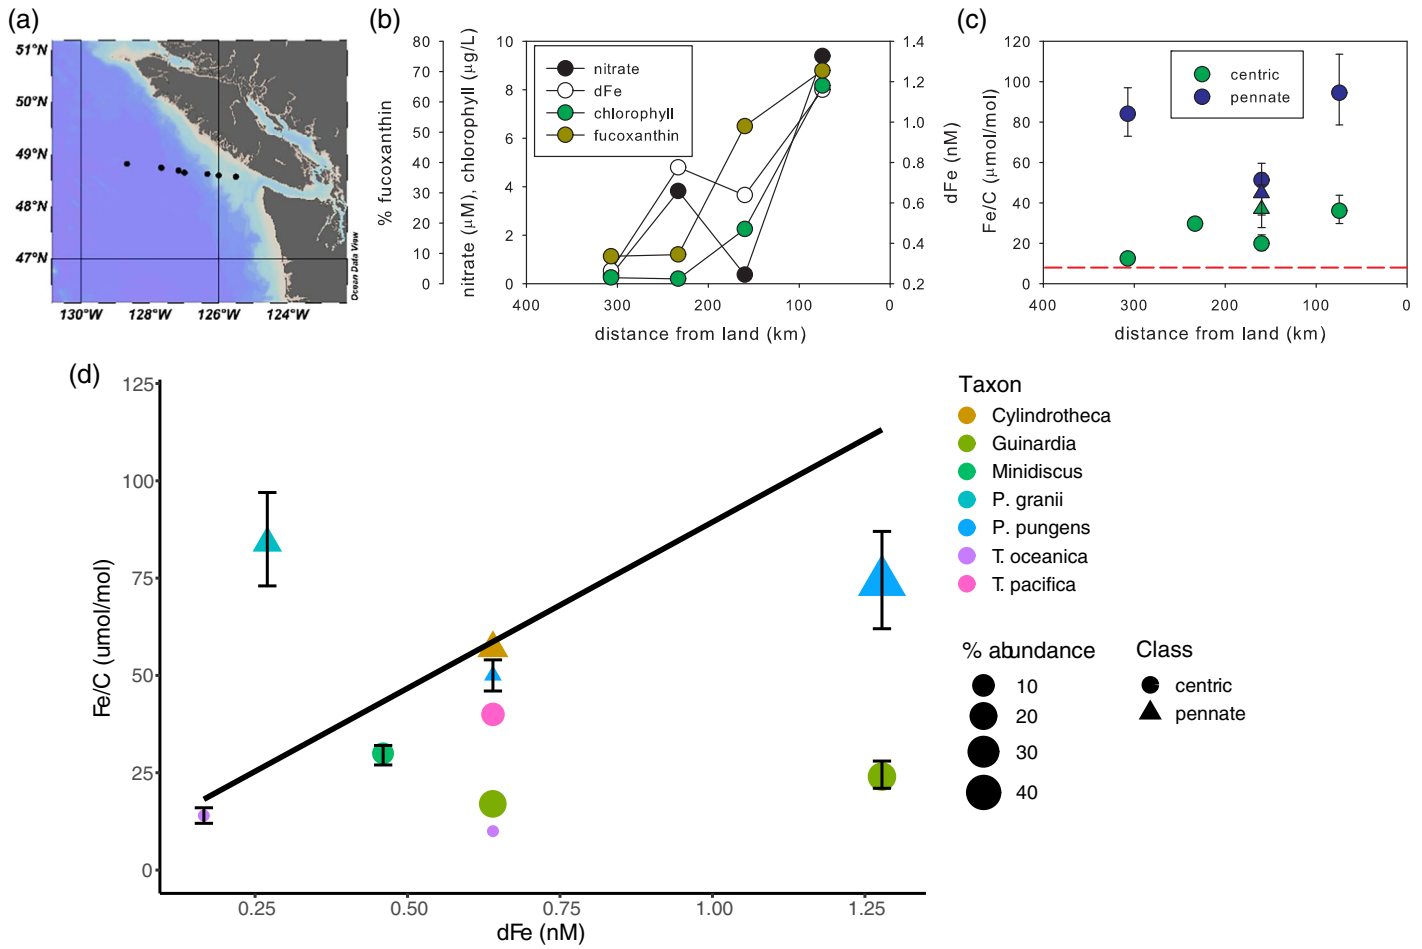 (a)
51°N
50°N
49°N
48°N
47°N
130°W 128°W 126°W 124°W
Ocean Data View
(b)
% fucoxanthin
80
70
60
50
40
30
20
10
0
nitrate (μM), chlorophyll (μg/L)
10
8
6
4
2
0
nitrate
dFe
chlorophyll
fucoxanthin
1.4
1.2
1.0
0.8
0.6
0.4
0.2
dFe (nM)
400 300 200 100 0
distance from land (km)
(c)
Fe/C (μmol/mol)
120
100
80
60
40
20
0
centric
pennate
400 300 200 100 0
distance from land (km)
(d)
Fe/C (umol/mol)
125
100
75
50
25
0
0.25 0.50 0.75 1.00 1.25
dFe (nM)
Taxon
Cylindrotheca
Guinardia
Minidiscus
P. granii
P. pungens
T. oceanica
T. pacifica
% abundance
10
20
30
40
Class
centric
pennate